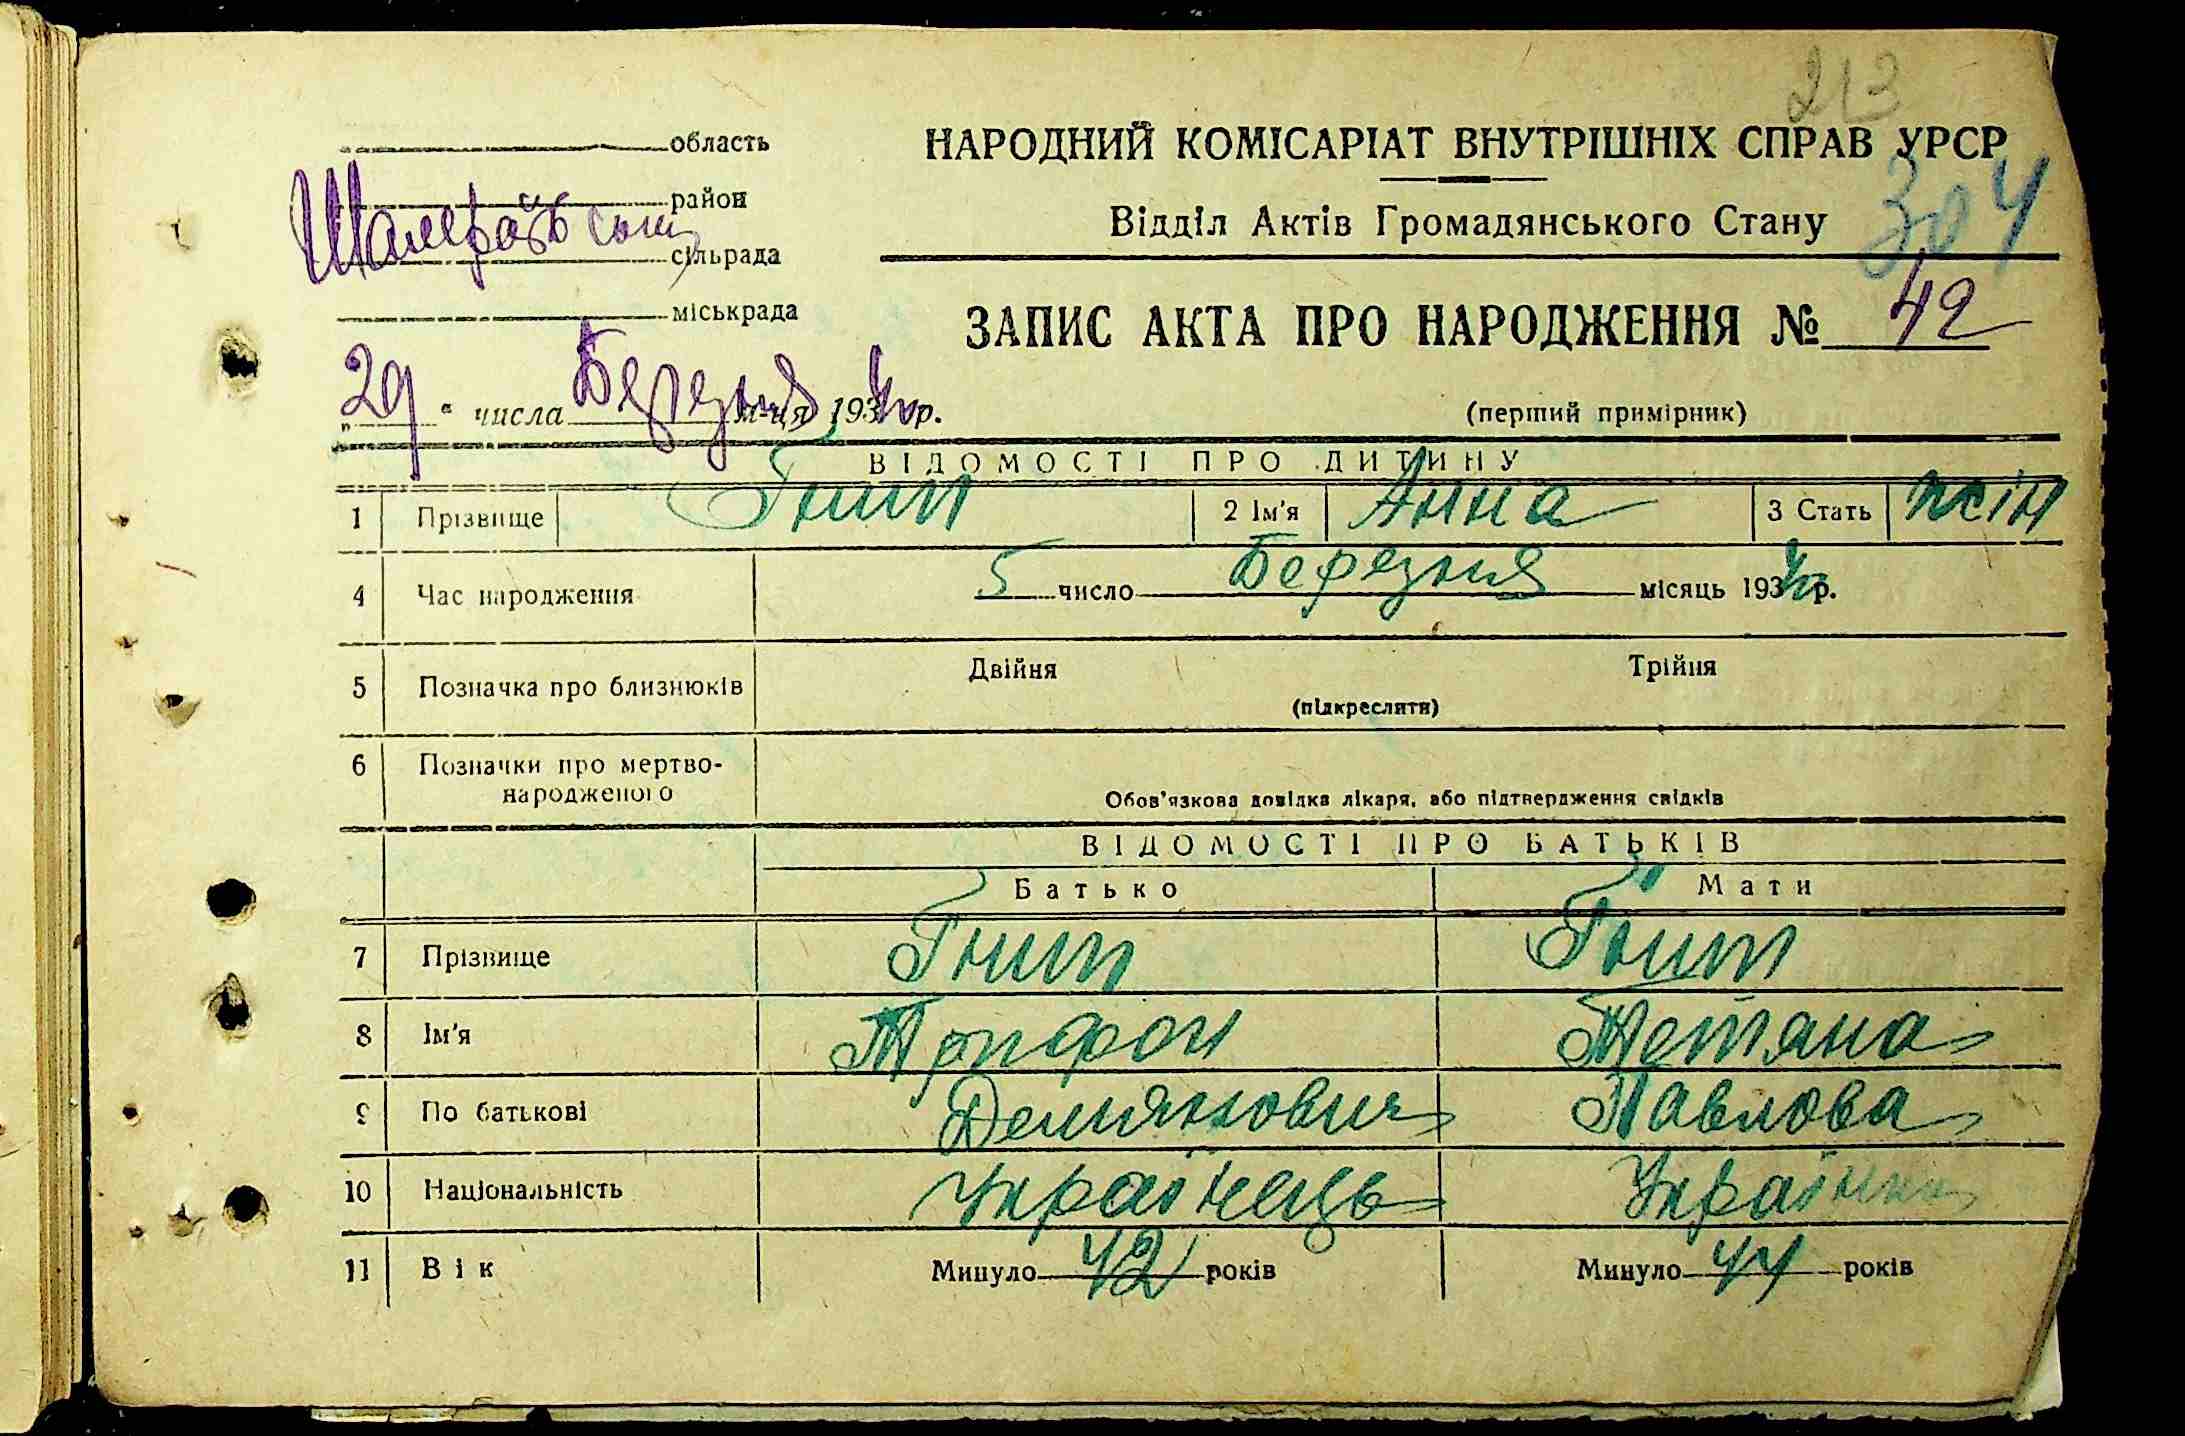 213
область
НАРОДНИЙ КОМІСАРІАТ ВНУТРІШНІХ СПРАВ УРСР
район
304
Відділ Актів Громадянського Стану
сільрада
міськрада
ЗАПИС АКТА ПРО НАРОДЖЕННЯ № 42
„29“ числа Березня м-ця 1940 р.
(перший примірник)
ВІДОМОСТІ ПРО ДИТИНУ
1 Прізвище Гнип 2 Ім'я Анна 3 Стать жін
4 Час народження 5 число Березня місяць 1940 р.
5 Позначка про близнюків Двійня Трійня
(підкреслити)
6 Позначки про мертво-
народженого
Обов'язкова довідка лікаря, або підтвердження свідків
ВІДОМОСТІ ПРО БАТЬКІВ
Батько Мати
7 Прізвище Гнип Гнип
8 Ім'я Трифон Тетяна
9 По батькові Демянович Павлова
10 Національність Українець Українка
11 Вік Минуло 42 років Минуло 44 років